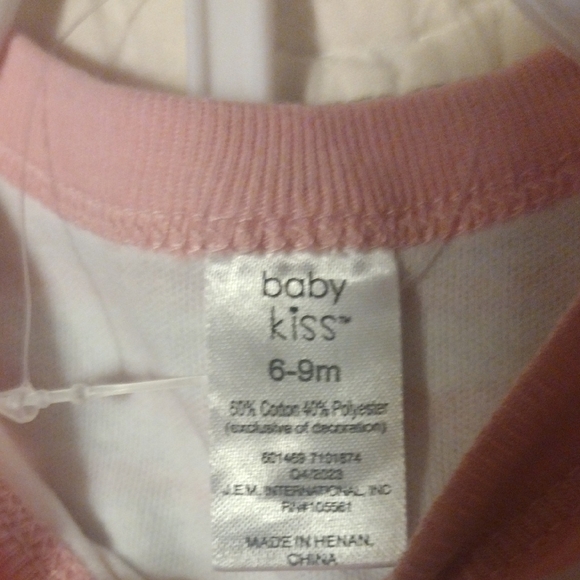 baby
kiss™
6-9m
60% Cotton 40% Polyester
(exclusive of decoration)
601469 7101874
Q4/2023
J.E.M. INTERNATIONAL, INC
RN#105561
MADE IN HENAN,
CHINA